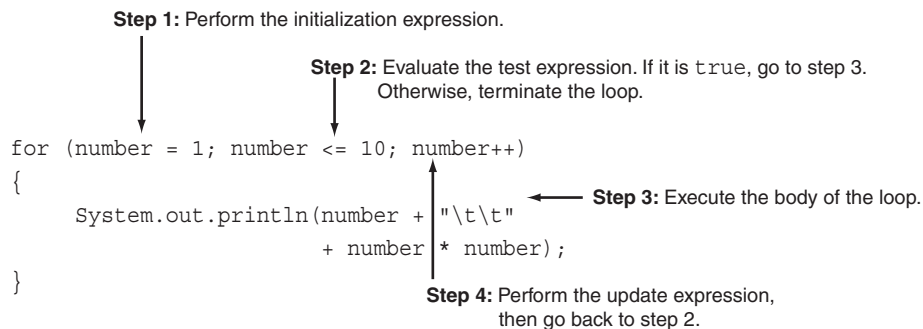 Step 1: Perform the initialization expression.
Step 2: Evaluate the test expression. If it is true, go to step 3.
Otherwise, terminate the loop.
for (number = 1; number <= 10; number++)
{
System.out.println(number + "\t\t"
Step 3: Execute the body of the loop.
+ number * number);
}
Step 4: Perform the update expression,
then go back to step 2.